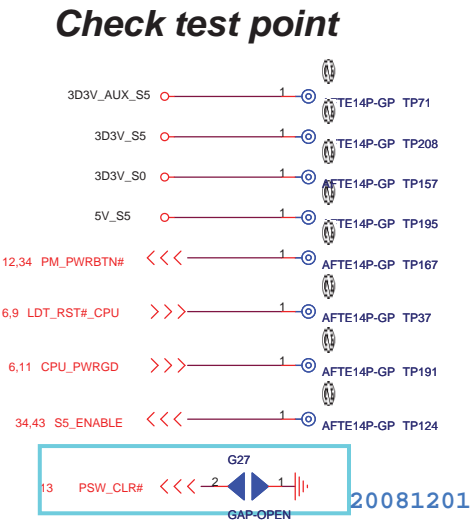 Check test point
3D3V_AUX_S5 1 AFTE14P-GP TP71
3D3V_S5 1 AFTE14P-GP TP208
3D3V_S0 1 AFTE14P-GP TP157
5V_S5 1 AFTE14P-GP TP195
12,34 PM_PWRBTN# 1 AFTE14P-GP TP167
6,9 LDT_RST#_CPU 1 AFTE14P-GP TP37
6,11 CPU_PWRGD 1 AFTE14P-GP TP191
34,43 S5_ENABLE 1 AFTE14P-GP TP124
G27
13 PSW_CLR# 2 1
GAP-OPEN
20081201